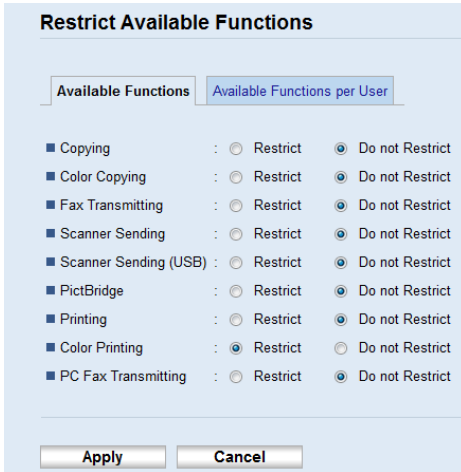 Restrict Available Functions
Available Functions Available Functions per User
Copying : Restrict Do not Restrict
Color Copying : Restrict Do not Restrict
Fax Transmitting : Restrict Do not Restrict
Scanner Sending : Restrict Do not Restrict
Scanner Sending (USB) : Restrict Do not Restrict
PictBridge : Restrict Do not Restrict
Printing : Restrict Do not Restrict
Color Printing : Restrict Do not Restrict
PC Fax Transmitting : Restrict Do not Restrict
Apply Cancel